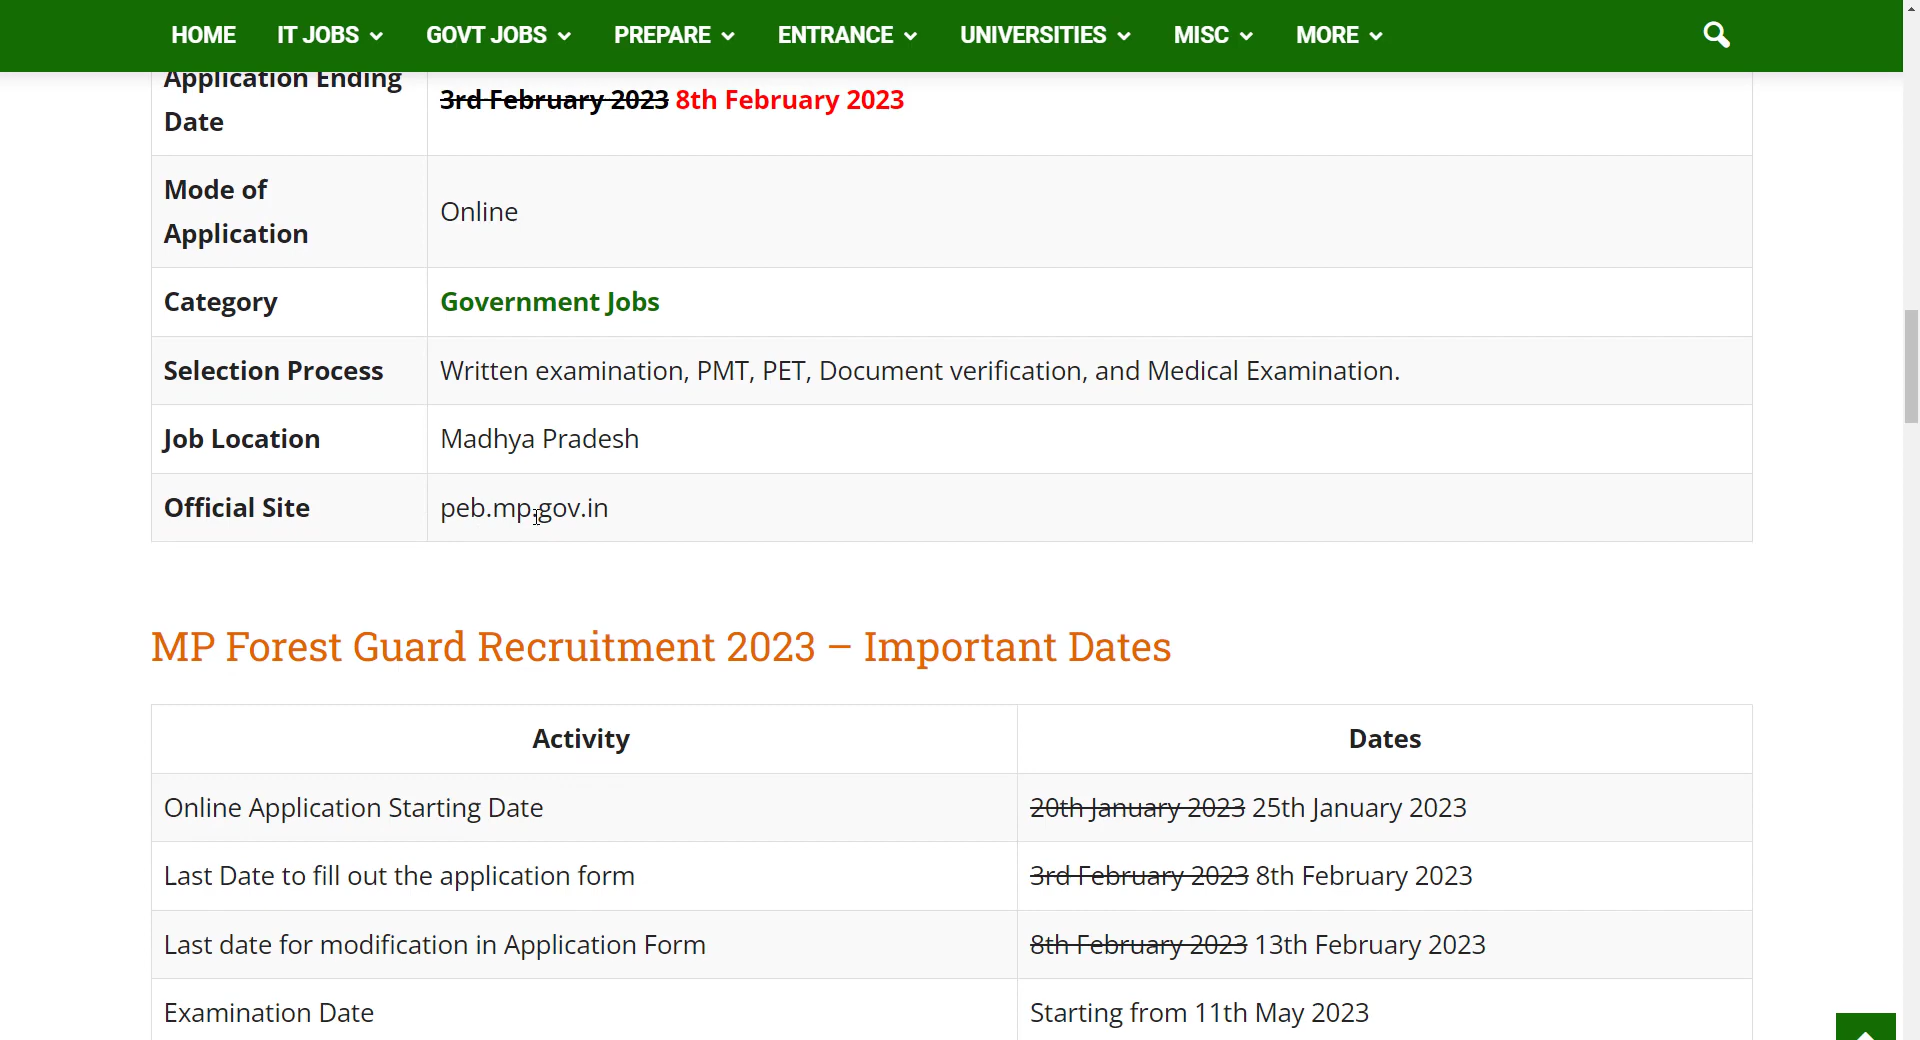 HOME IT JOBS GOVT JOBS PREPARE ENTRANCE UNIVERSITIES MISC MORE
Application Ending
Date
3rd February 2023 8th February 2023
Mode of
Application
Online
Category
Government Jobs
Selection Process
Written examination, PMT, PET, Document verification, and Medical Examination.
Job Location
Madhya Pradesh
Official Site
peb.mp.gov.in
MP Forest Guard Recruitment 2023 – Important Dates
Activity
Dates
Online Application Starting Date
20th January 2023 25th January 2023
Last Date to fill out the application form
3rd February 2023 8th February 2023
Last date for modification in Application Form
8th February 2023 13th February 2023
Examination Date
Starting from 11th May 2023